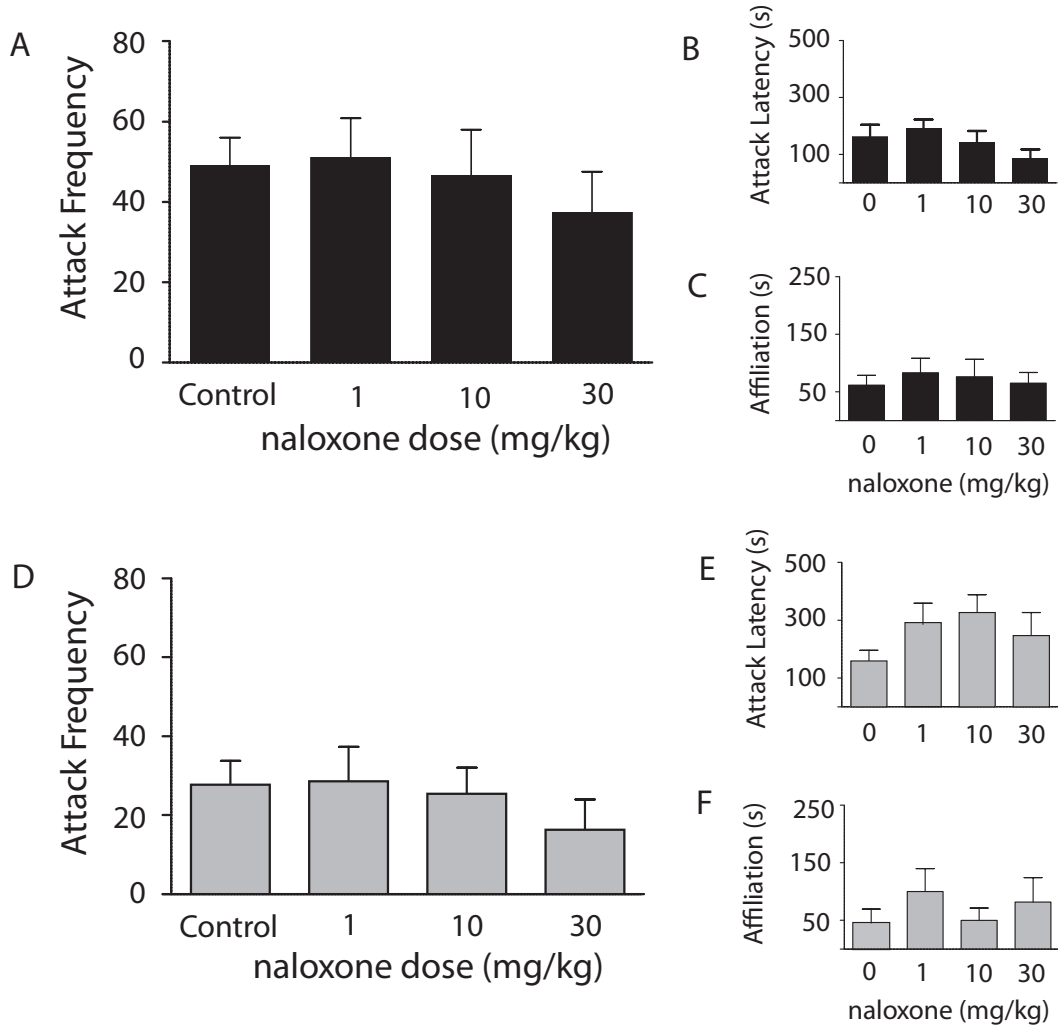 A
Attack Frequency
80
60
40
20
0
Control 1 10 30
naloxone dose (mg/kg)
B
Attack Latency (s)
500
300
100
0 1 10 30
C
Affiliation (s)
250
150
50
0 1 10 30
naloxone (mg/kg)
D
Attack Frequency
80
60
40
20
0
Control 1 10 30
naloxone dose (mg/kg)
E
Attack Latency (s)
500
300
100
0 1 10 30
F
Affiliation (s)
250
150
50
0 1 10 30
naloxone (mg/kg)